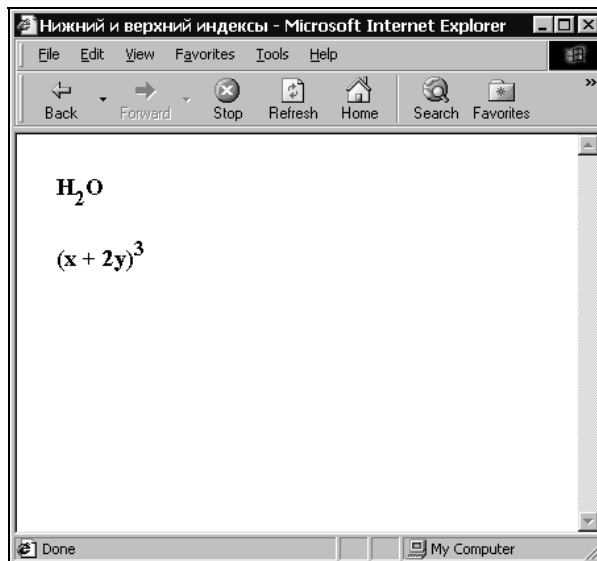 Нижний и верхний индексы - Microsoft Internet Explorer
File Edit View Favorites Tools Help
Back Forward Stop Refresh Home Search Favorites »
H₂O
(x + 2y)³
Done My Computer